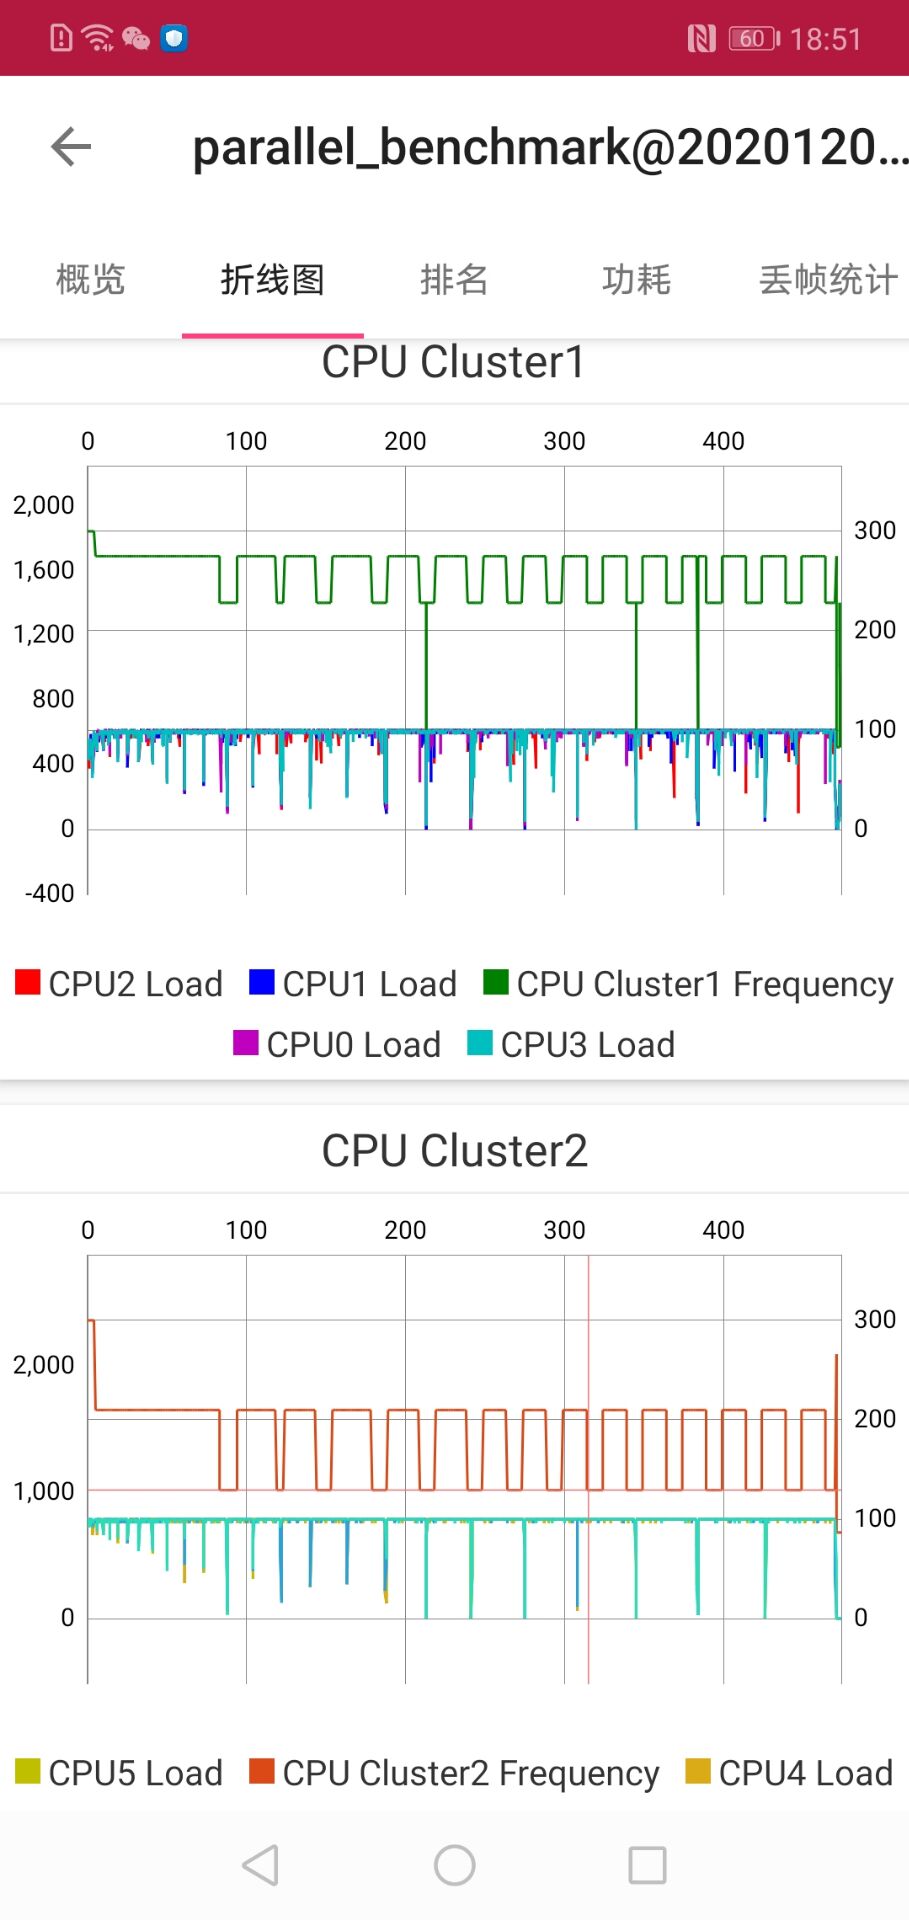 60 18:51
parallel_benchmark@2020120...
概览 折线图 排名 功耗 丢帧统计
CPU Cluster1
0 100 200 300 400
2,000
300
1,600
1,200 200
800
100
400
0 0
-400
CPU2 Load CPU1 Load CPU Cluster1 Frequency
CPU0 Load CPU3 Load
CPU Cluster2
0 100 200 300 400
300
2,000
200
1,000
100
0 0
CPU5 Load CPU Cluster2 Frequency CPU4 Load